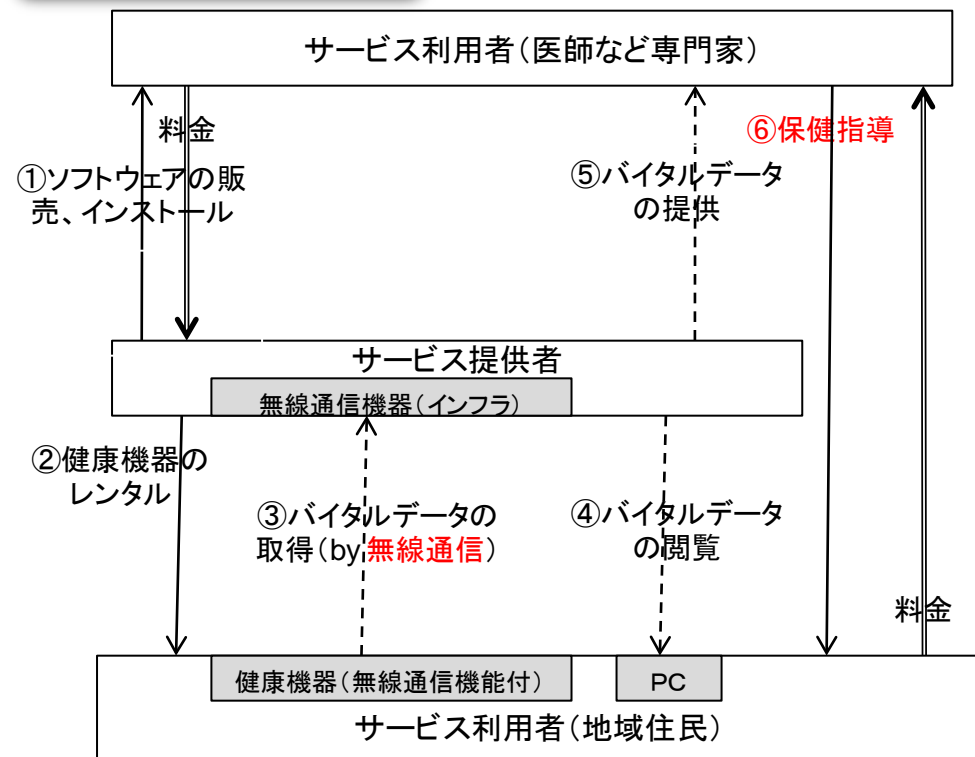 サービス利用者(医師など専門家)
料金
①ソフトウェアの販
売、インストール
⑤バイタルデータ
の提供
⑥保健指導
サービス提供者
無線通信機器(インフラ)
②健康機器の
レンタル
③バイタルデータの
取得(by無線通信)
④バイタルデータ
の閲覧
料金
健康機器(無線通信機能付)
PC
サービス利用者(地域住民)